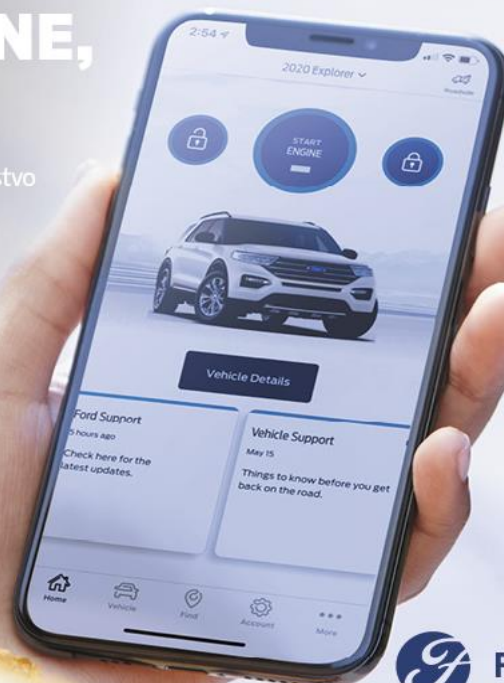 NE,
tvo
2:54
2020 Explorer
Roadside
START
ENGINE
Vehicle Details
Ford Support
5 hours ago
Check here for the
latest updates.
Vehicle Support
May 15
Things to know before you get
back on the road.
Home
Vehicle
Find
Account
More
F